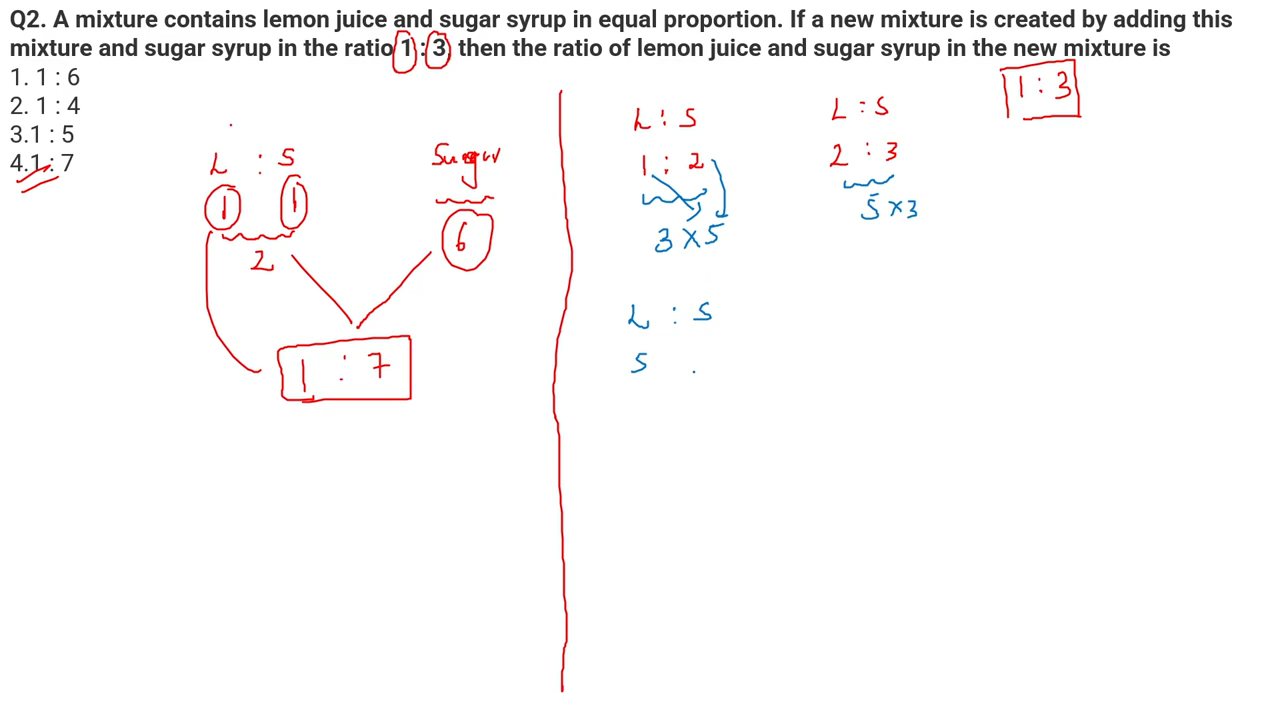 Q2. A mixture contains lemon juice and sugar syrup in equal proportion. If a new mixture is created by adding this
mixture and sugar syrup in the ratio 1 : 3, then the ratio of lemon juice and sugar syrup in the new mixture is
1. 1 : 6
2. 1 : 4
3.1 : 5
4.1 : 7
L : S
1 1
2
Sugar
6
1 : 7
L : S
1 : 2
3 × 5
L : S
2 : 3
5 × 3
1 : 3
L : S
5